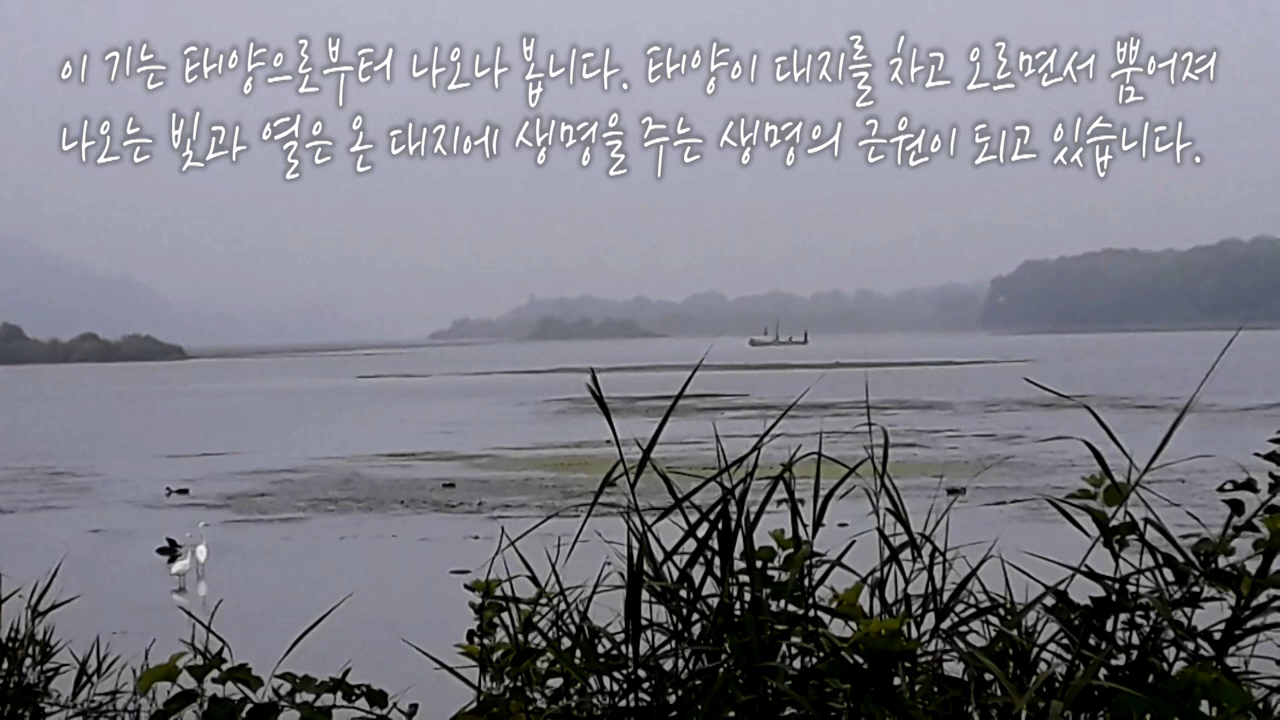 이 기는 태양으로부터 나오나 봅니다. 태양이 대지를 차고 오르면서 뿜어져
나오는 빛과 열은 온 대지에 생명을 주는 생명의 근원이 되고 있습니다.